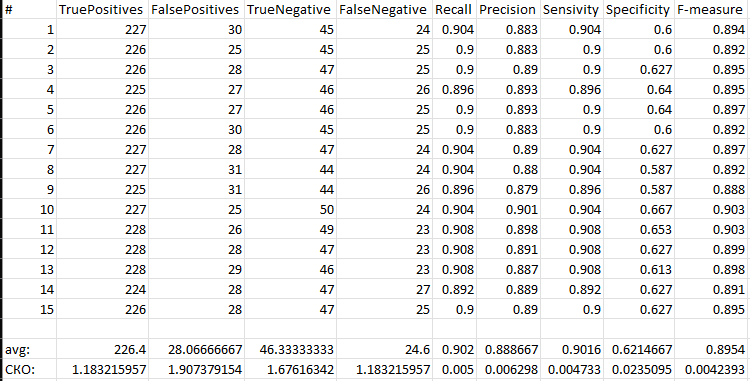 # TruePositives FalsePositives TrueNegative FalseNegative Recall Precision Sensivity Specificity F-measure
1 227 30 45 24 0.904 0.883 0.904 0.6 0.894
2 226 25 45 25 0.9 0.883 0.9 0.6 0.892
3 226 28 47 25 0.9 0.89 0.9 0.627 0.895
4 225 27 46 26 0.896 0.893 0.896 0.64 0.895
5 226 27 46 25 0.9 0.893 0.9 0.64 0.897
6 226 30 45 25 0.9 0.883 0.9 0.6 0.892
7 227 28 47 24 0.904 0.89 0.904 0.627 0.897
8 227 31 44 24 0.904 0.88 0.904 0.587 0.892
9 225 31 44 26 0.896 0.879 0.896 0.587 0.888
10 227 25 50 24 0.904 0.901 0.904 0.667 0.903
11 228 26 49 23 0.908 0.898 0.908 0.653 0.903
12 228 28 47 23 0.908 0.891 0.908 0.627 0.899
13 228 29 46 23 0.908 0.887 0.908 0.613 0.898
14 224 28 47 27 0.892 0.889 0.892 0.627 0.891
15 226 28 47 25 0.9 0.89 0.9 0.627 0.895
avg: 226.4 28.06666667 46.33333333 24.6 0.902 0.888667 0.9016 0.6214667 0.8954
СКО: 1.183215957 1.907379154 1.67616342 1.183215957 0.005 0.006298 0.004733 0.0235095 0.0042393